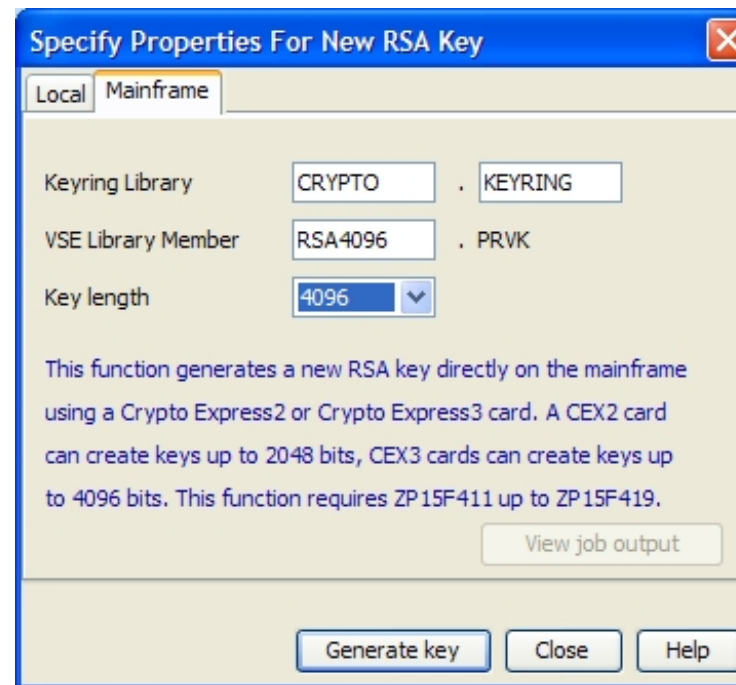 Specify Properties For New RSA Key
Local Mainframe
Keyring Library CRYPTO . KEYRING
VSE Library Member RSA4096 . PRVK
Key length 4096
This function generates a new RSA key directly on the mainframe
using a Crypto Express2 or Crypto Express3 card. A CEX2 card
can create keys up to 2048 bits, CEX3 cards can create keys up
to 4096 bits. This function requires ZP15F411 up to ZP15F419.
View job output
Generate key Close Help